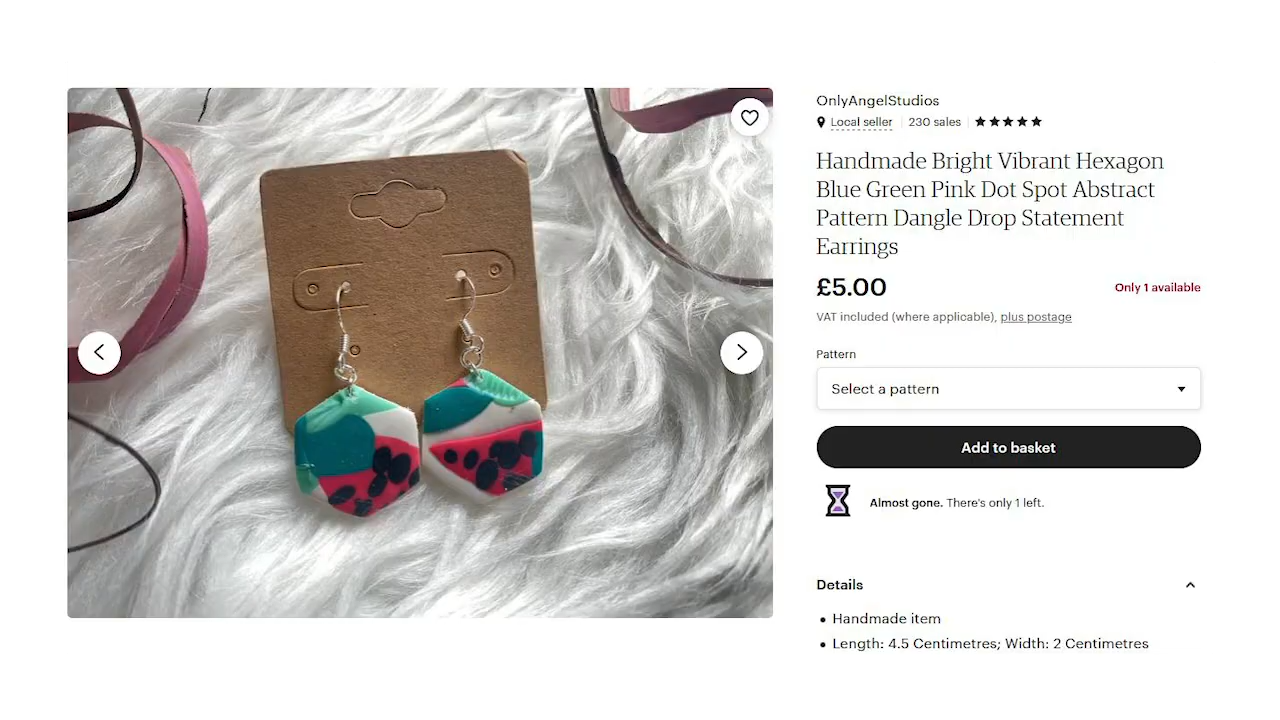 OnlyAngelStudios
Local seller 230 sales
Handmade Bright Vibrant Hexagon
Blue Green Pink Dot Spot Abstract
Pattern Dangle Drop Statement
Earrings
£5.00 Only 1 available
VAT included (where applicable), plus postage
Pattern
Select a pattern
Add to basket
Almost gone. There's only 1 left.
Details
Handmade item
Length: 4.5 Centimetres; Width: 2 Centimetres